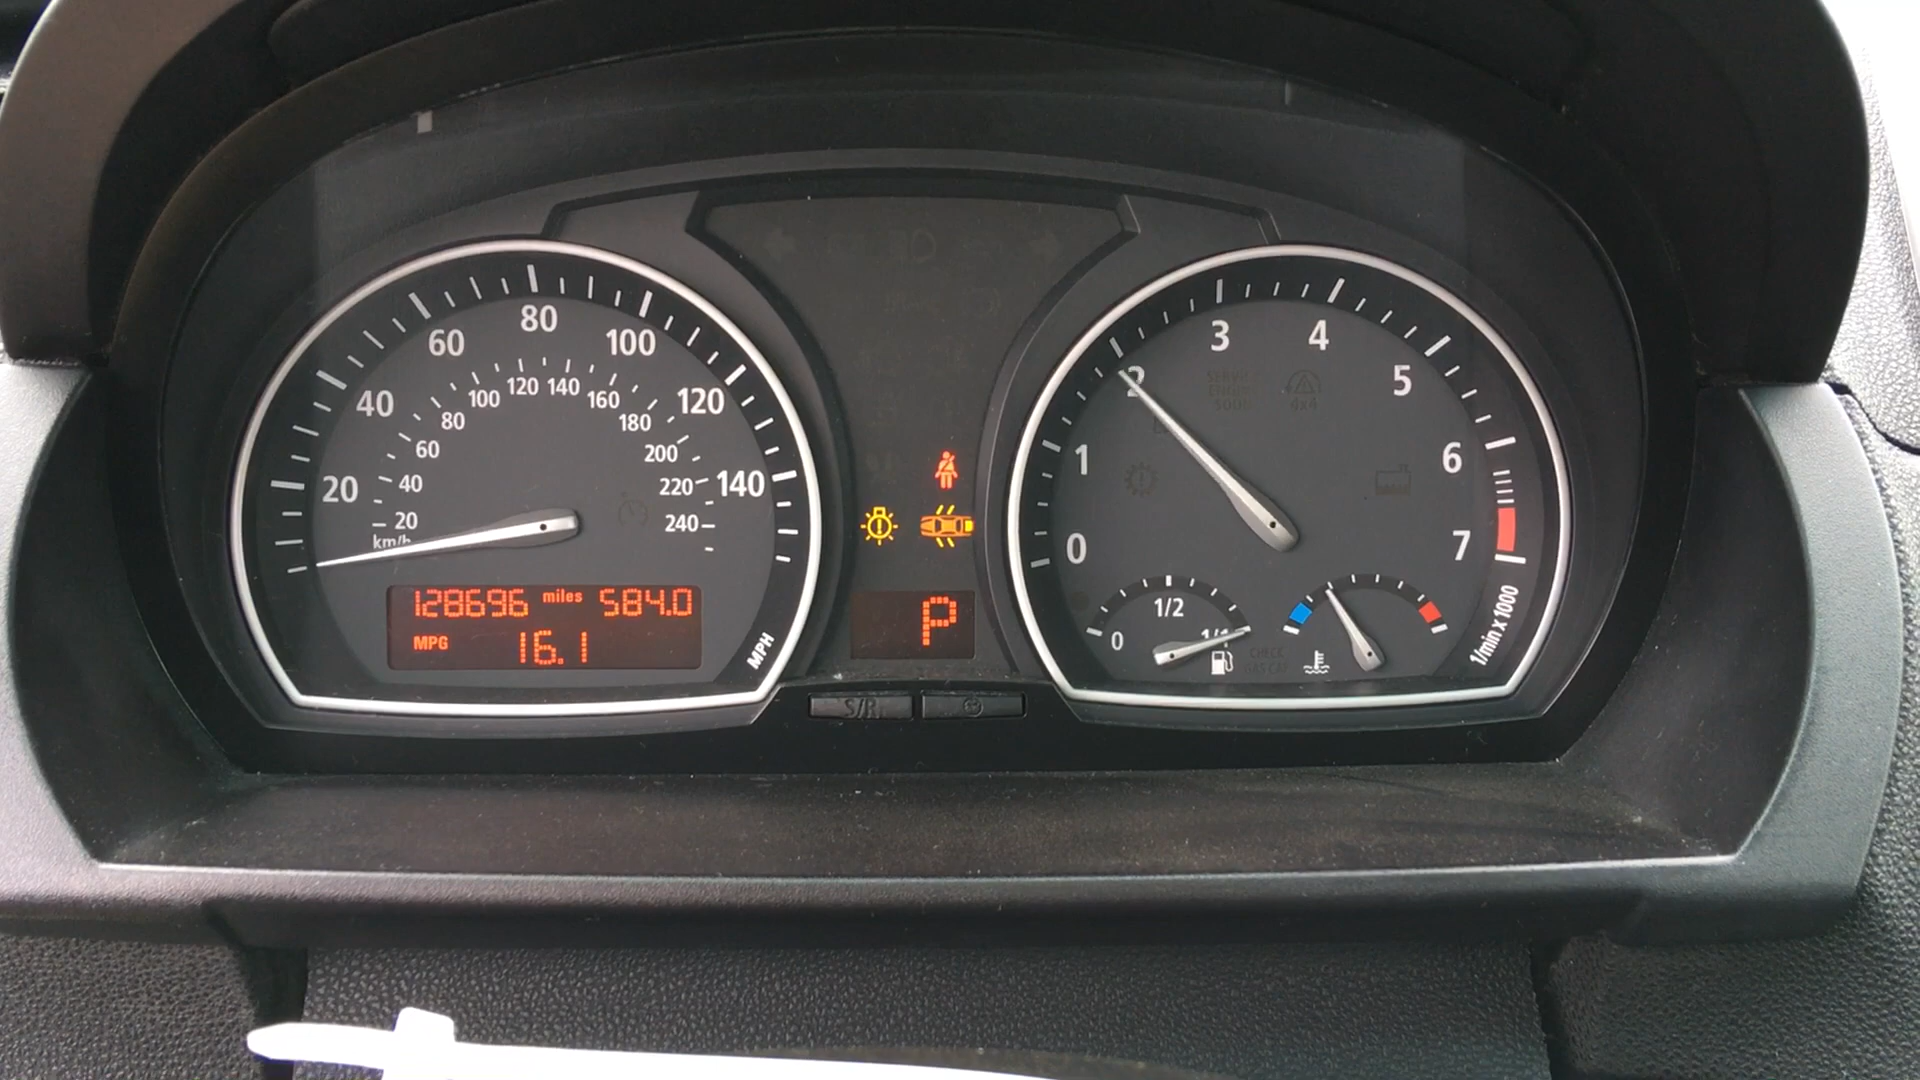 20 40 60 80 100 120 140
20 40 60 80 100 120 140 160 180 200 220 240
km/h
128696 miles 584.0
MPG 16.1
MPH
P
S/R
0 1 2 3 4 5 6 7
SERVICE
ENGINE
SOON
4x4
0 1/2 1/1
CHECK
GAS CAP
1/min x 1000